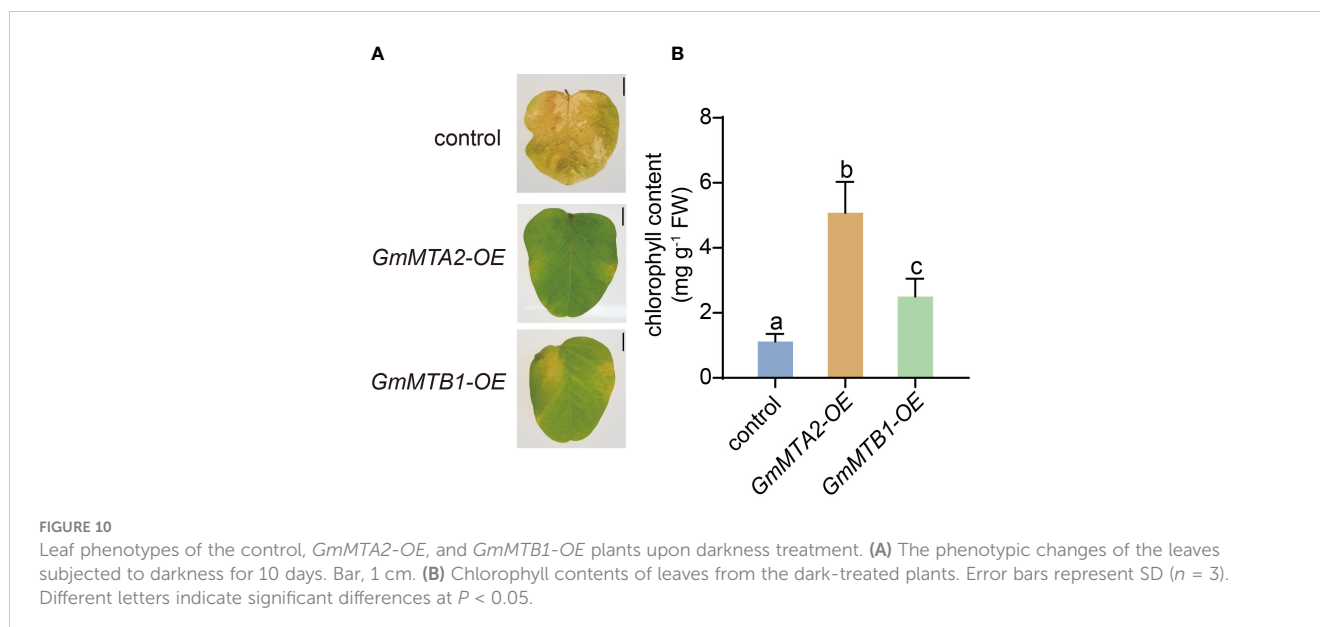 A
B
control
GmMTA2-OE
GmMTB1-OE
chlorophyll content
(mg g⁻¹ FW)
8
6
4
2
0
a
b
c
control
GmMTA2-OE
GmMTB1-OE
FIGURE 10
Leaf phenotypes of the control, GmMTA2-OE, and GmMTB1-OE plants upon darkness treatment. (A) The phenotypic changes of the leaves
subjected to darkness for 10 days. Bar, 1 cm. (B) Chlorophyll contents of leaves from the dark-treated plants. Error bars represent SD (n = 3).
Different letters indicate significant differences at P < 0.05.